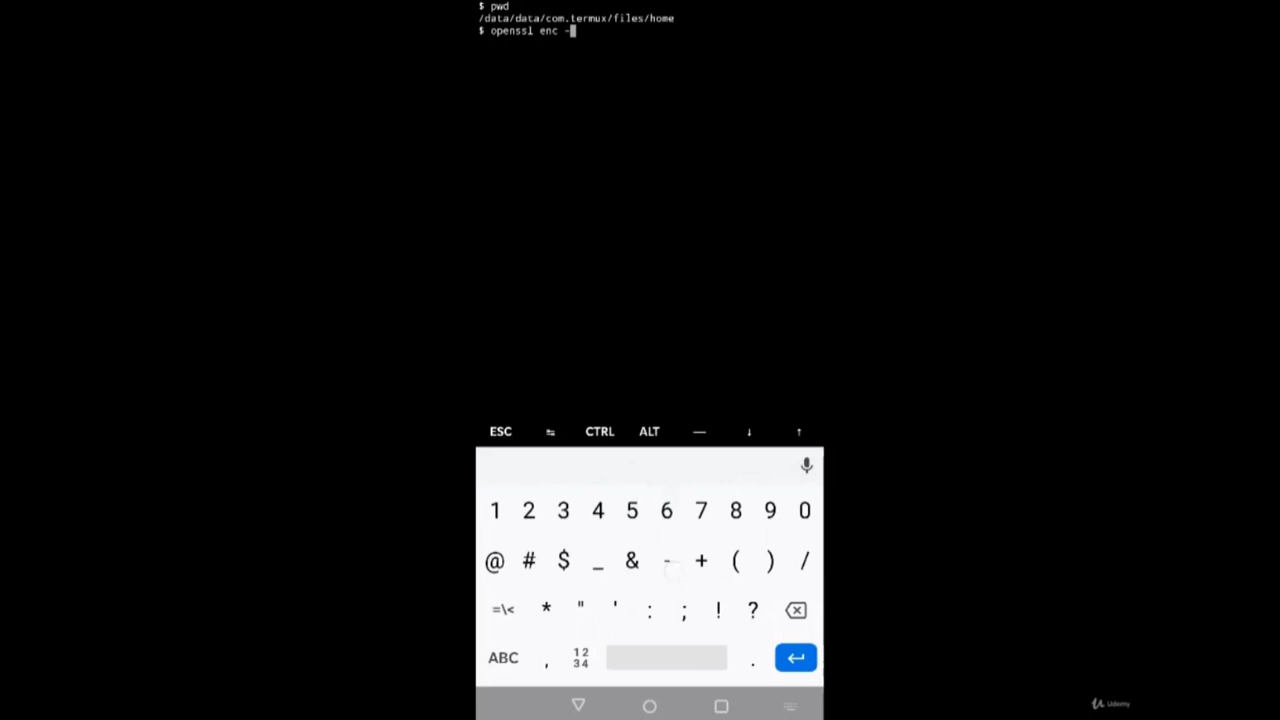 $ pwd
/data/data/com.termux/files/home
$ openssl enc -
ESC ⇆ CTRL ALT — ↓ ↑
1 2 3 4 5 6 7 8 9 0
@ # $ _ & - + ( ) /
=\< * " ' : ; ! ?
ABC , 12 34 .
Udemy